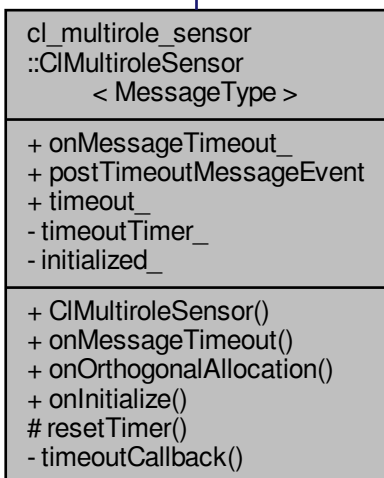 cl_multirole_sensor
::ClMultiroleSensor
< MessageType >
+ onMessageTimeout_
+ postTimeoutMessageEvent
+ timeout_
- timeoutTimer_
- initialized_
+ ClMultiroleSensor()
+ onMessageTimeout()
+ onOrthogonalAllocation()
+ onInitialize()
# resetTimer()
- timeoutCallback()